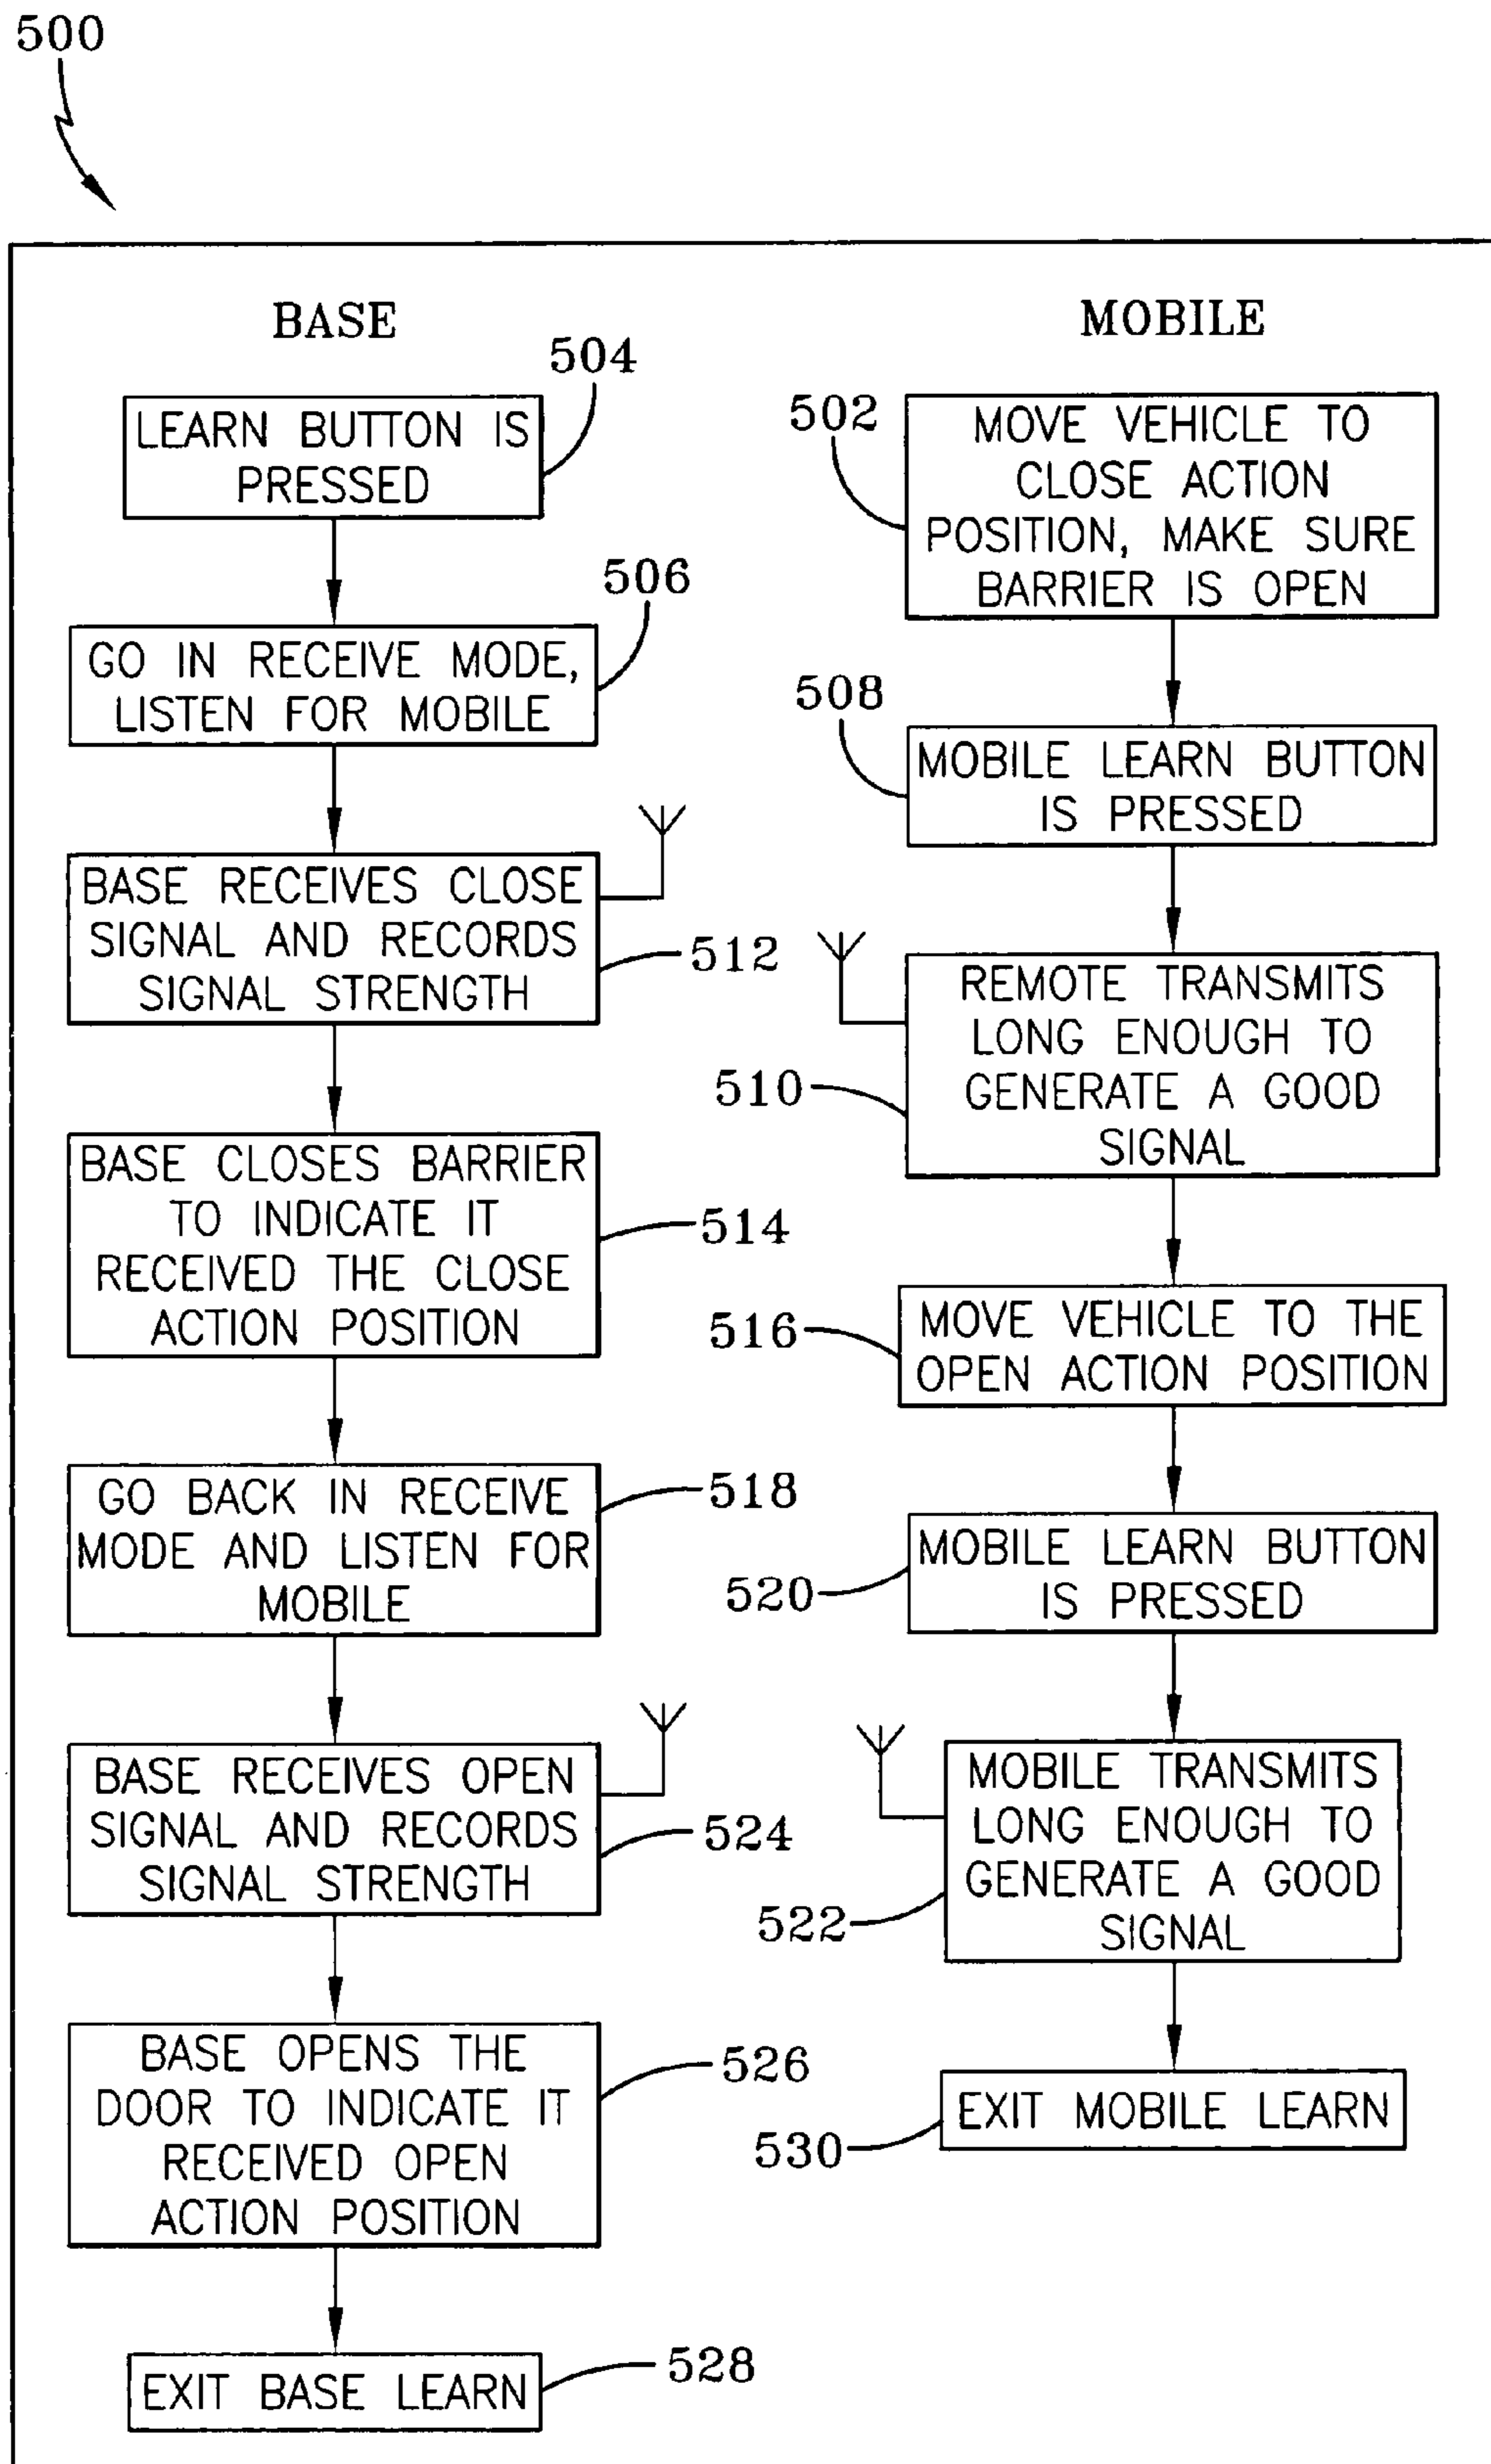 500
BASE
504
LEARN BUTTON IS
PRESSED
506
GO IN RECEIVE MODE,
LISTEN FOR MOBILE
BASE RECEIVES CLOSE
SIGNAL AND RECORDS
SIGNAL STRENGTH
512
BASE CLOSES BARRIER
TO INDICATE IT
RECEIVED THE CLOSE
ACTION POSITION
514
GO BACK IN RECEIVE
MODE AND LISTEN FOR
MOBILE
518
BASE RECEIVES OPEN
SIGNAL AND RECORDS
SIGNAL STRENGTH
524
BASE OPENS THE
DOOR TO INDICATE IT
RECEIVED OPEN
ACTION POSITION
526
EXIT BASE LEARN
528
MOBILE
502
MOVE VEHICLE TO
CLOSE ACTION
POSITION, MAKE SURE
BARRIER IS OPEN
508
MOBILE LEARN BUTTON
IS PRESSED
510
REMOTE TRANSMITS
LONG ENOUGH TO
GENERATE A GOOD
SIGNAL
516
MOVE VEHICLE TO THE
OPEN ACTION POSITION
520
MOBILE LEARN BUTTON
IS PRESSED
522
MOBILE TRANSMITS
LONG ENOUGH TO
GENERATE A GOOD
SIGNAL
530
EXIT MOBILE LEARN